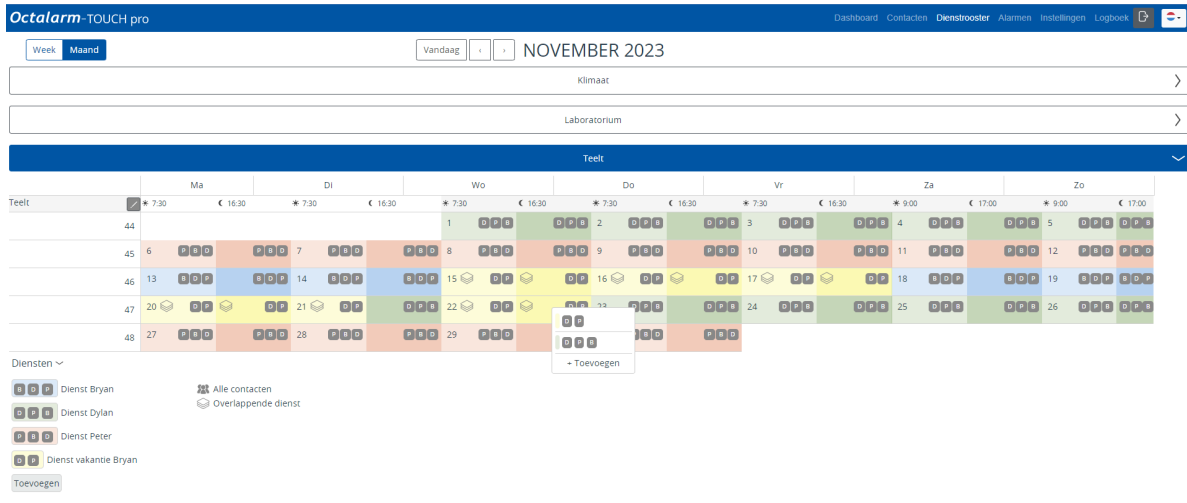 Octalarm-TOUCH pro Dashboard Contacten Dienstrooster Alarmen Instellingen Logboek
Week Maand Vandaag ‹ › NOVEMBER 2023
Klimaat
Laboratorium
Teelt
Ma Di Wo Do Vr Za Zo
Teelt 7:30 16:30 7:30 16:30 7:30 16:30 7:30 16:30 7:30 16:30 9:00 17:00 9:00 17:00
44 1 D P B D P B 2 D P B D P B 3 D P B D P B 4 D P B D P B 5 D P B D P B
45 6 P B D P B D 7 P B D P B D 8 P B D P B D 9 P B D P B D 10 P B D P B D 11 P B D P B D 12 P B D P B D
46 13 B D P B D P 14 B D P B D P 15 D P D P 16 D P D P 17 D P D P 18 B D P B D P 19 B D P B D P
47 20 D P D P 21 D P D P B 22 D P D P 23 D P B D P B 24 D P B D P B 25 D P B D P B 26 D P B D P B
48 27 P B D P B D 28 P B D P B D 29 P B D B D P B D
D P
D P B
+ Toevoegen
Diensten
B D P Dienst Bryan
D P B Dienst Dylan
P B D Dienst Peter
D P Dienst vakantie Bryan
Toevoegen
Alle contacten
Overlappende dienst